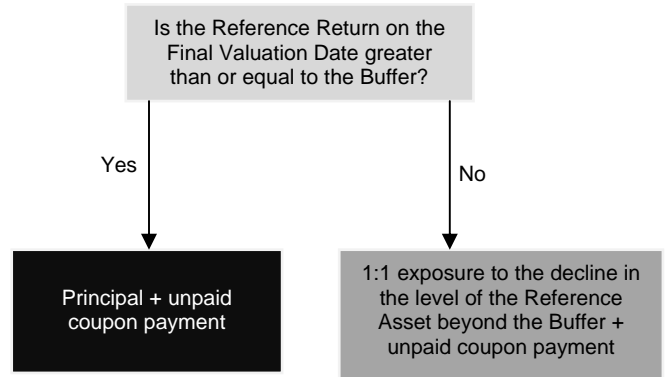 Is the Reference Return on the
Final Valuation Date greater
than or equal to the Buffer?
Yes
No
Principal + unpaid
coupon payment
1:1 exposure to the decline in
the level of the Reference
Asset beyond the Buffer +
unpaid coupon payment